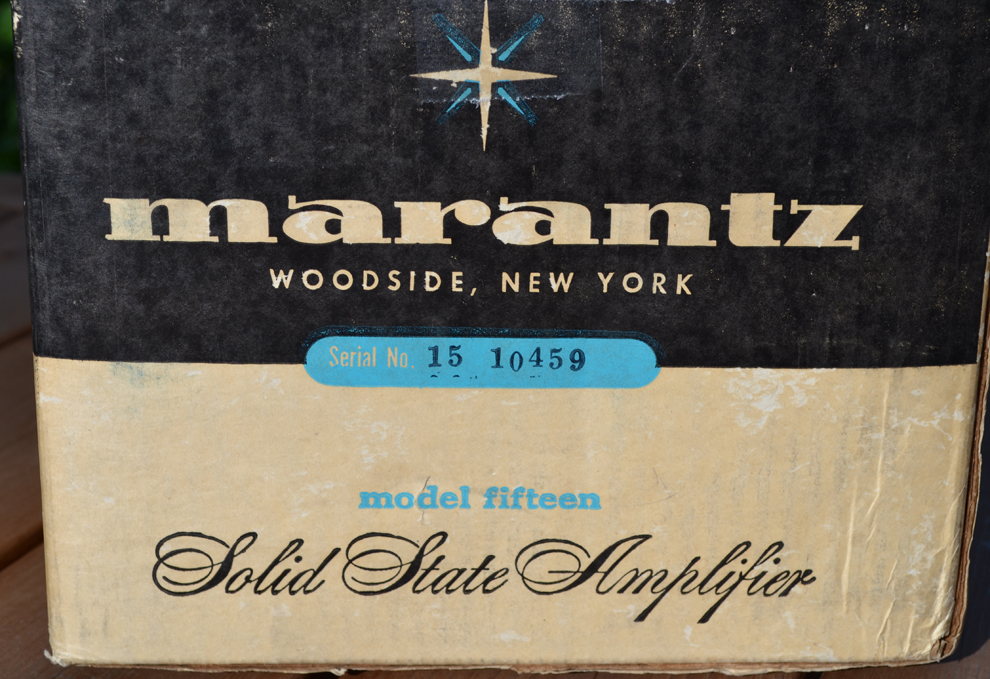 marantz
WOODSIDE, NEW YORK
Serial No. 15 10459
model fifteen
Solid State Amplifier